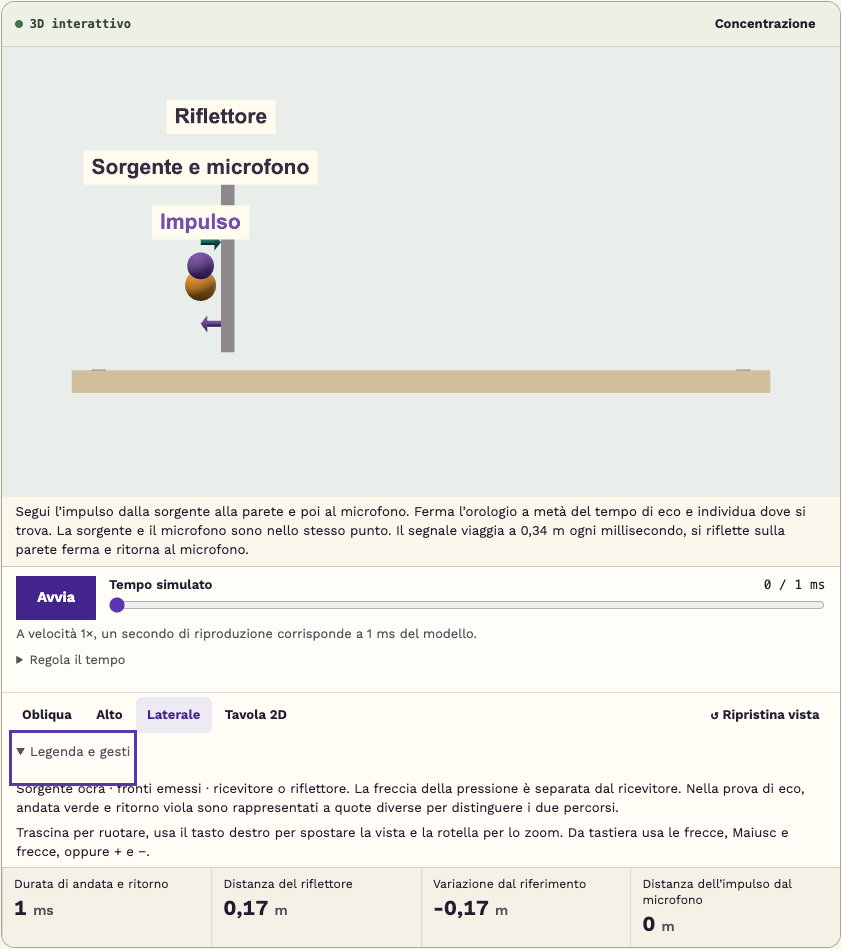 3D interattivo
Concentrazione
Riflettore
Sorgente e microfono
Impulso
Segui l’impulso dalla sorgente alla parete e poi al microfono. Ferma l’orologio a metà del tempo di eco e individua dove si
trova. La sorgente e il microfono sono nello stesso punto. Il segnale viaggia a 0,34 m ogni millisecondo, si riflette sulla
parete ferma e ritorna al microfono.
Avvia
Tempo simulato
0 / 1 ms
A velocità 1×, un secondo di riproduzione corrisponde a 1 ms del modello.
▶ Regola il tempo
Obliqua
Alto
Laterale
Tavola 2D
↺ Ripristina vista
▼ Legenda e gesti
Sorgente ocra · fronti emessi · ricevitore o riflettore. La freccia della pressione è separata dal ricevitore. Nella prova di eco,
andata verde e ritorno viola sono rappresentati a quote diverse per distinguere i due percorsi.
Trascina per ruotare, usa il tasto destro per spostare la vista e la rotella per lo zoom. Da tastiera usa le frecce, Maiusc e
frecce, oppure + e −.
Durata di andata e ritorno
1 ms
Distanza del riflettore
0,17 m
Variazione dal riferimento
-0,17 m
Distanza dell’impulso dal
microfono
0 m